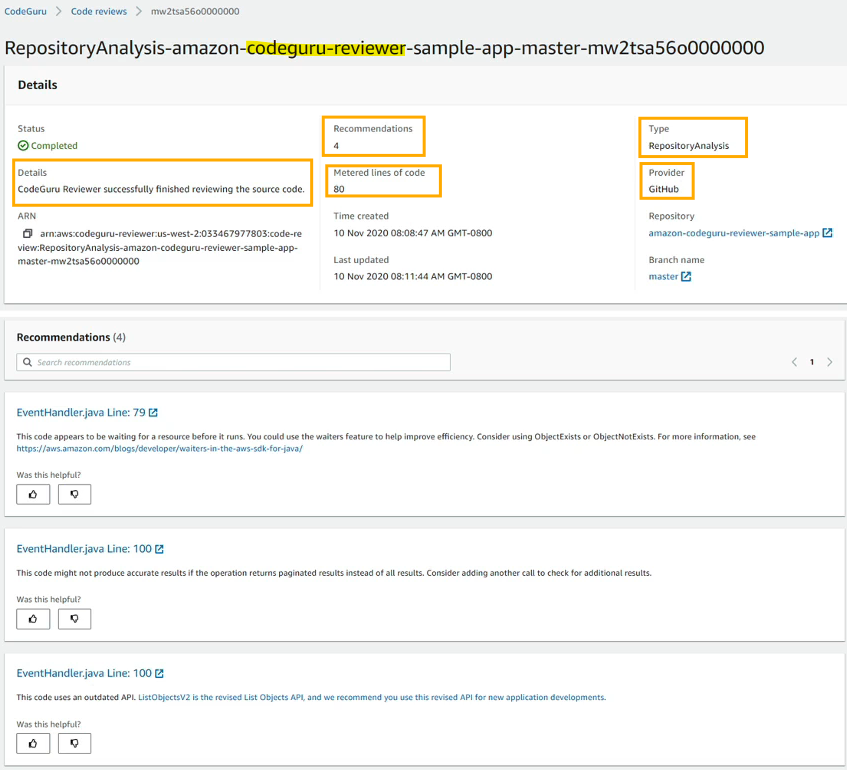 CodeGuru > Code reviews > mw2tsa56o0000000
RepositoryAnalysis-amazon-codeguru-reviewer-sample-app-master-mw2tsa56o0000000
Details
Status
Completed
Details
CodeGuru Reviewer successfully finished reviewing the source code.
ARN
arn:aws:codeguru-reviewer:us-west-2:033467977803:code-re
view:RepositoryAnalysis-amazon-codeguru-reviewer-sample-app-
master-mw2tsa56o0000000
Recommendations
4
Metered lines of code
80
Time created
10 Nov 2020 08:08:47 AM GMT-0800
Last updated
10 Nov 2020 08:11:44 AM GMT-0800
Type
RepositoryAnalysis
Provider
GitHub
Repository
amazon-codeguru-reviewer-sample-app
Branch name
master
Recommendations (4)
Search recommendations
< 1 >
EventHandler.java Line: 79
This code appears to be waiting for a resource before it runs. You could use the waiters feature to help improve efficiency. Consider using ObjectExists or ObjectNotExists. For more information, see
https://aws.amazon.com/blogs/developer/waiters-in-the-aws-sdk-for-java/
Was this helpful?
EventHandler.java Line: 100
This code might not produce accurate results if the operation returns paginated results instead of all results. Consider adding another call to check for additional results.
Was this helpful?
EventHandler.java Line: 100
This code uses an outdated API. ListObjectsV2 is the revised List Objects API, and we recommend you use this revised API for new application developments.
Was this helpful?